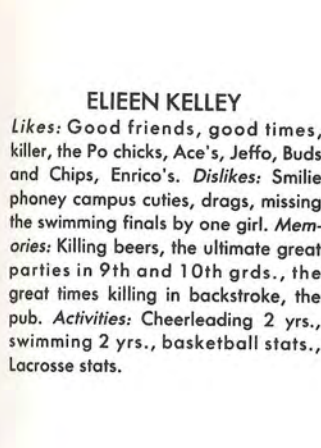 ELIEEN KELLEY
Likes: Good friends, good times,
killer, the Po chicks, Ace's, Jeffo, Buds
and Chips, Enrico's. Dislikes: Smilie
phoney campus cuties, drags, missing
the swimming finals by one girl. Mem-
ories: Killing beers, the ultimate great
parties in 9th and 10th grds., the
great times killing in backstroke, the
pub. Activities: Cheerleading 2 yrs.,
swimming 2 yrs., basketball stats.,
Lacrosse stats.